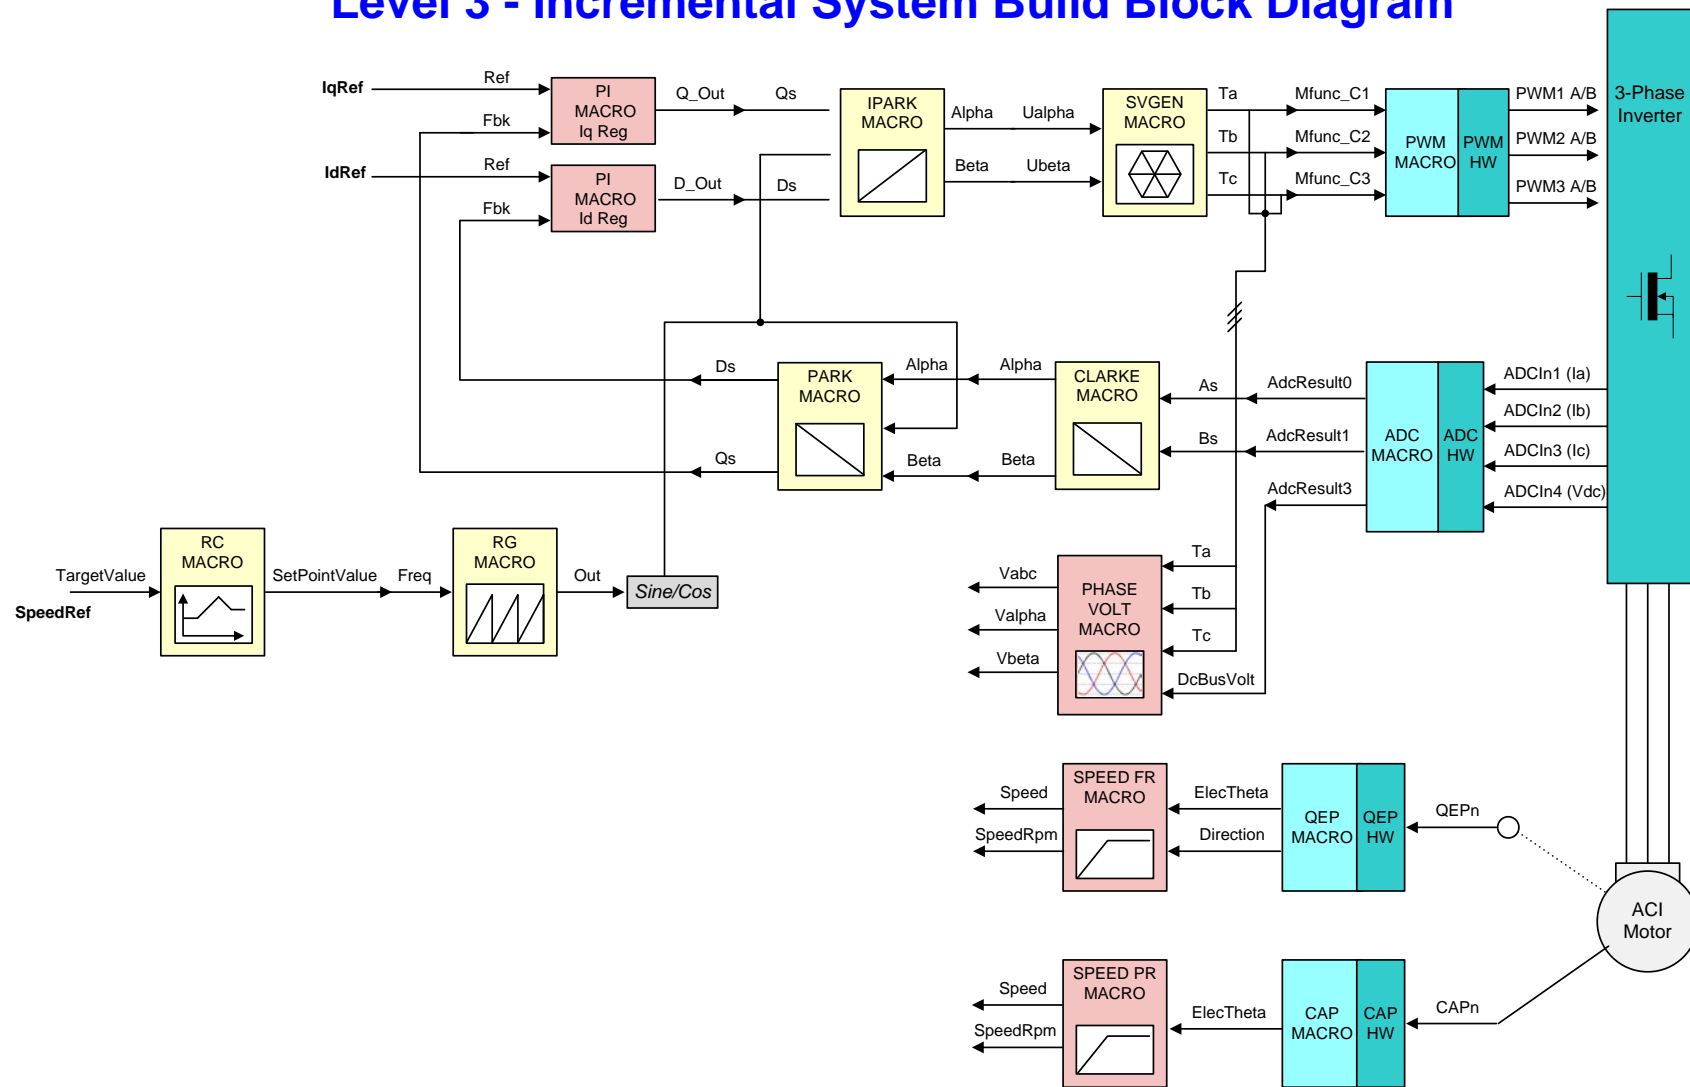 Level 3 - Incremental System Build Block Diagram
IqRef
Ref
Fbk
PI
MACRO
Iq Reg
Q_Out
Qs
IdRef
Ref
Fbk
PI
MACRO
Id Reg
D_Out
Ds
IPARK
MACRO
Alpha
Ualpha
Beta
Ubeta
SVGEN
MACRO
Ta
Tb
Tc
Mfunc_C1
Mfunc_C2
Mfunc_C3
PWM
MACRO
PWM
HW
PWM1 A/B
PWM2 A/B
PWM3 A/B
3-Phase
Inverter
Ds
Qs
PARK
MACRO
Alpha
Alpha
Beta
Beta
CLARKE
MACRO
As
AdcResult0
Bs
AdcResult1
AdcResult3
ADC
MACRO
ADC
HW
ADCIn1 (Ia)
ADCIn2 (Ib)
ADCIn3 (Ic)
ADCIn4 (Vdc)
TargetValue
SpeedRef
RC
MACRO
SetPointValue
Freq
RG
MACRO
Out
Sine/Cos
Vabc
Valpha
Vbeta
PHASE
VOLT
MACRO
Ta
Tb
Tc
DcBusVolt
Speed
SpeedRpm
SPEED FR
MACRO
ElecTheta
Direction
QEP
MACRO
QEP
HW
QEPn
ACI
Motor
Speed
SpeedRpm
SPEED PR
MACRO
ElecTheta
CAP
MACRO
CAP
HW
CAPn